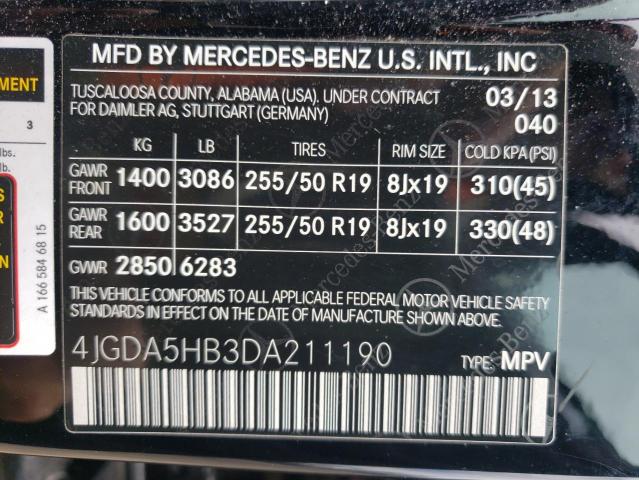 MFD BY MERCEDES-BENZ U.S. INTL., INC
TUSCALOOSA COUNTY, ALABAMA (USA). UNDER CONTRACT
FOR DAIMLER AG, STUTTGART (GERMANY)
03/13
040
KG LB TIRES RIM SIZE COLD KPA (PSI)
GAWR FRONT 1400 3086 255/50 R19 8Jx19 310(45)
GAWR REAR 1600 3527 255/50 R19 8Jx19 330(48)
GVWR 2850 6283
THIS VEHICLE CONFORMS TO ALL APPLICABLE FEDERAL MOTOR VEHICLE SAFETY
STANDARDS IN EFFECT ON THE DATE OF MANUFACTURE SHOWN ABOVE.
4JGDA5HB3DA211190 TYPE: MPV
3
lbs.
A 166 584 68 15
Mercedes-Benz